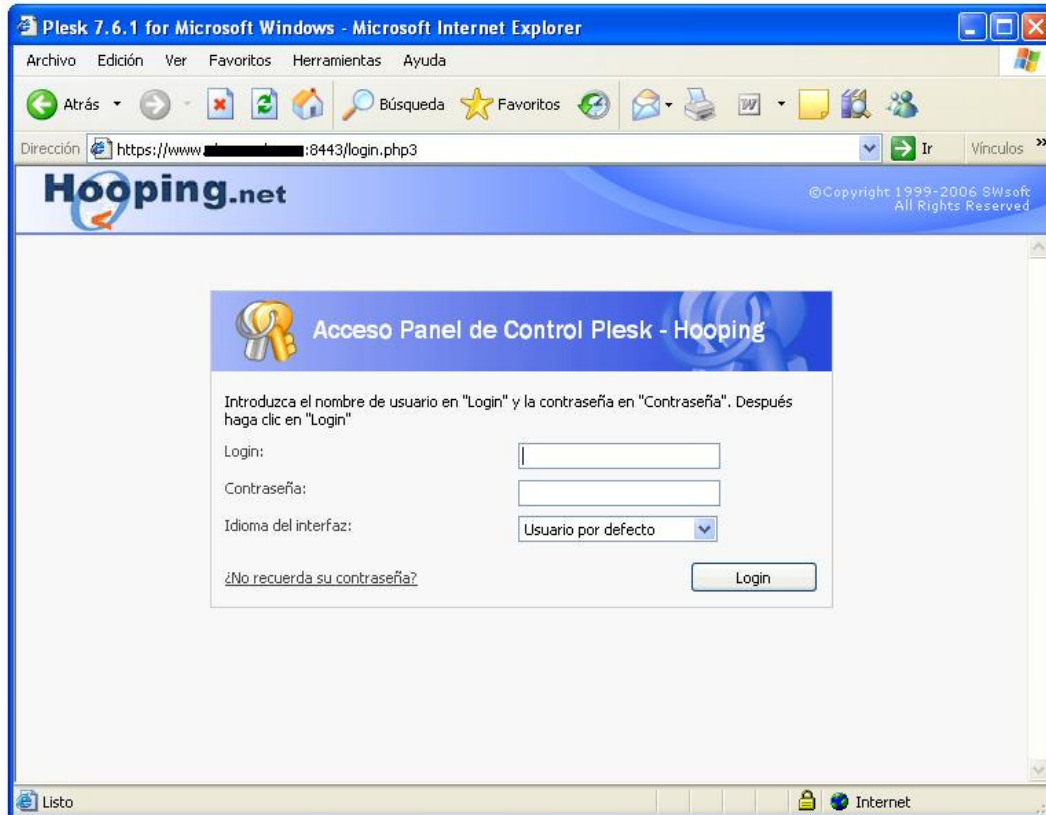 Plesk 7.6.1 for Microsoft Windows - Microsoft Internet Explorer
Archivo Edición Ver Favoritos Herramientas Ayuda
Atrás Búsqueda Favoritos
Dirección https://www. :8443/login.php3 Ir Vínculos »
Hooping.net
©Copyright 1999-2006 SWsoft
All Rights Reserved
Acceso Panel de Control Plesk - Hooping
Introduzca el nombre de usuario en "Login" y la contraseña en "Contraseña". Después
haga clic en "Login"
Login:
Contraseña:
Idioma del interfaz: Usuario por defecto
¿No recuerda su contraseña? Login
Listo Internet